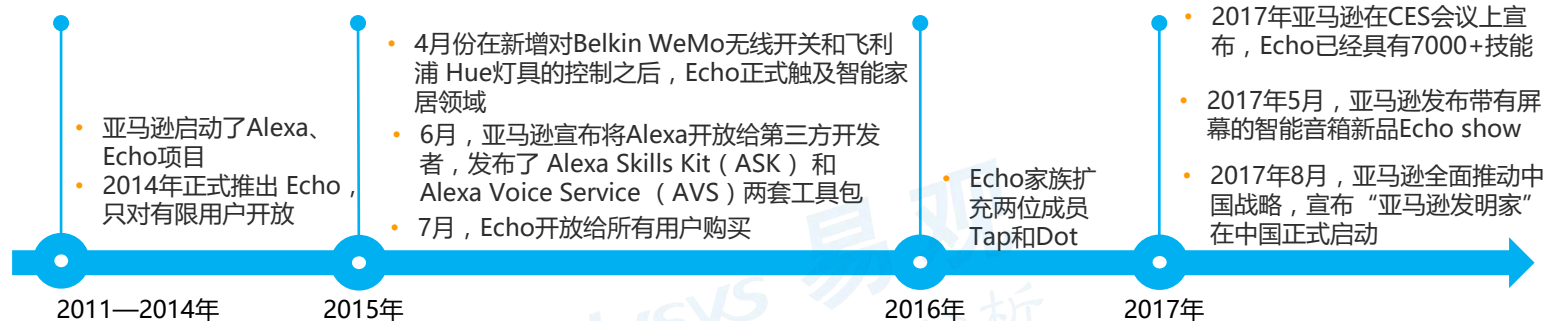 • 亚马逊启动了Alexa、
Echo项目
• 2014年正式推出 Echo，
只对有限用户开放
• 4月份在新增对Belkin WeMo无线开关和飞利
浦 Hue灯具的控制之后，Echo正式触及智能家
居领域
• 6月，亚马逊宣布将Alexa开放给第三方开发
者，发布了 Alexa Skills Kit（ASK ） 和
Alexa Voice Service （AVS）两套工具包
• 7月，Echo开放给所有用户购买
• Echo家族扩
充两位成员
Tap和Dot
• 2017年亚马逊在CES会议上宣
布，Echo已经具有7000+技能
• 2017年5月，亚马逊发布带有屏
幕的智能音箱新品Echo show
• 2017年8月，亚马逊全面推动中
国战略，宣布“亚马逊发明家”
在中国正式启动
2011—2014年
2015年
2016年
2017年
易观
析